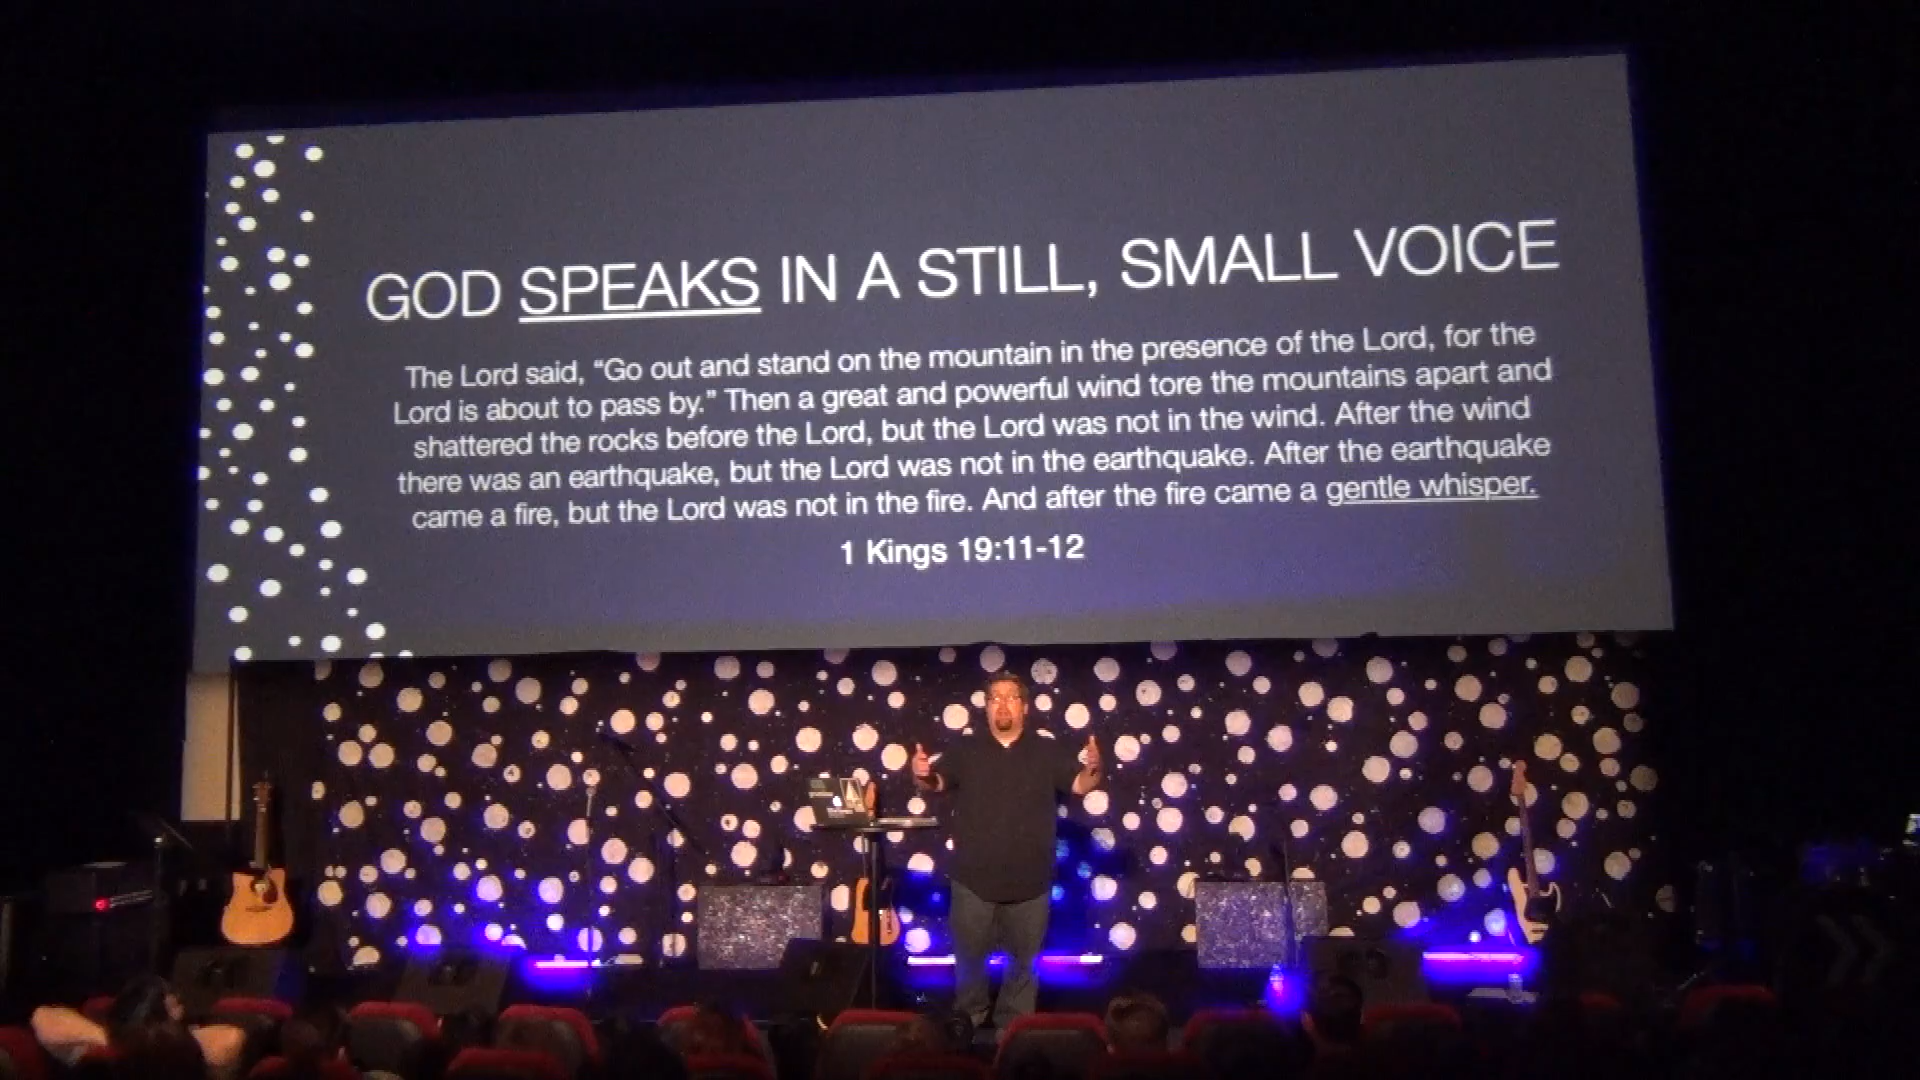 GOD SPEAKS IN A STILL, SMALL VOICE
The Lord said, “Go out and stand on the mountain in the presence of the Lord, for the
Lord is about to pass by.” Then a great and powerful wind tore the mountains apart and
shattered the rocks before the Lord, but the Lord was not in the wind. After the wind
there was an earthquake, but the Lord was not in the earthquake. After the earthquake
came a fire, but the Lord was not in the fire. And after the fire came a gentle whisper.
1 Kings 19:11-12